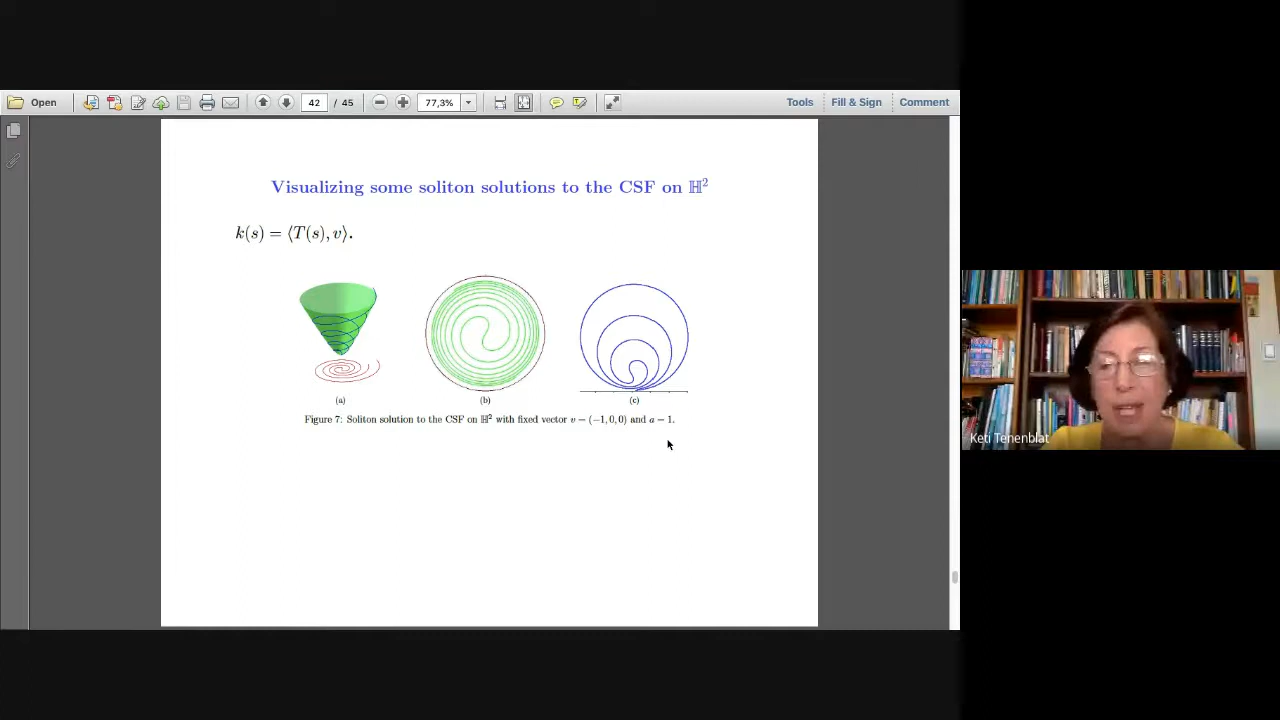 Open
42 / 45
77,3%
Tools
Fill & Sign
Comment
Visualizing some soliton solutions to the CSF on ℍ²
k(s) = ⟨T(s), v⟩.
(a)
(b)
(c)
Figure 7: Soliton solution to the CSF on ℍ² with fixed vector v = (−1, 0, 0) and a = 1.
Keti Tenenblat